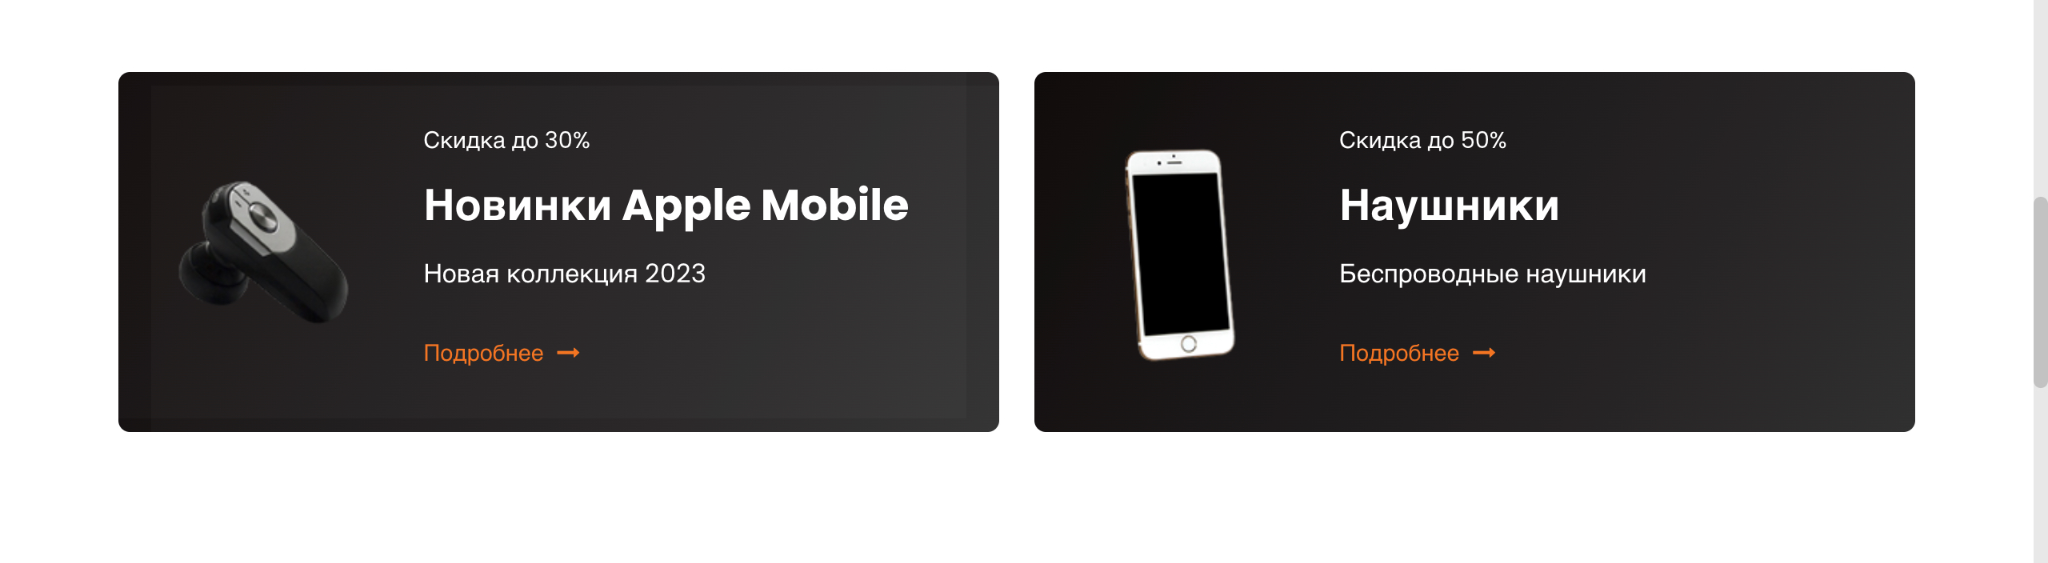 Скидка до 30%
Новинки Apple Mobile
Новая коллекция 2023
Подробнее
Скидка до 50%
Наушники
Беспроводные наушники
Подробнее